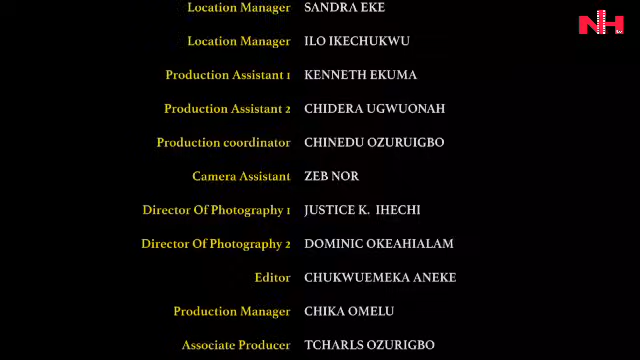 Location Manager SANDRA EKE
Location Manager ILO IKECHUKWU
Production Assistant 1 KENNETH EKUMA
Production Assistant 2 CHIDERA UGWUONAH
Production coordinator CHINEDU OZURUIGBO
Camera Assistant ZEB NOR
Director Of Photography 1 JUSTICE K. IHECHI
Director Of Photography 2 DOMINIC OKEAHIALAM
Editor CHUKWUEMEKA ANEKE
Production Manager CHIKA OMELU
Associate Producer TCHARLS OZURIGBO
NH